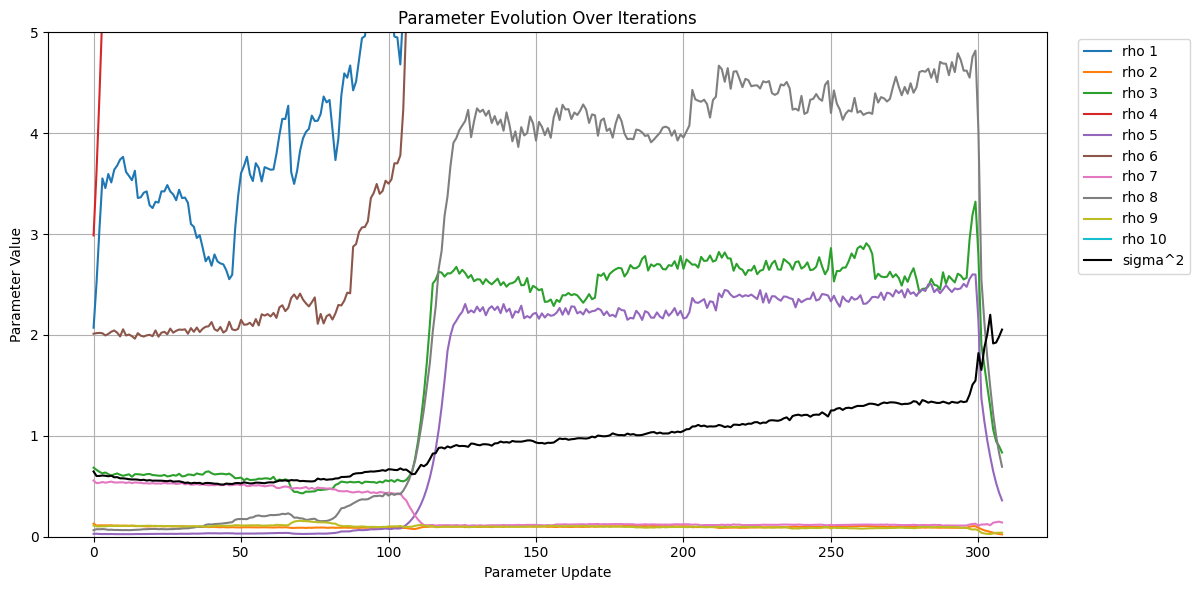 Parameter Evolution Over Iterations
Parameter Value
5
4
3
2
1
0
0
50
100
150
200
250
300
Parameter Update
rho 1
rho 2
rho 3
rho 4
rho 5
rho 6
rho 7
rho 8
rho 9
rho 10
sigma^2